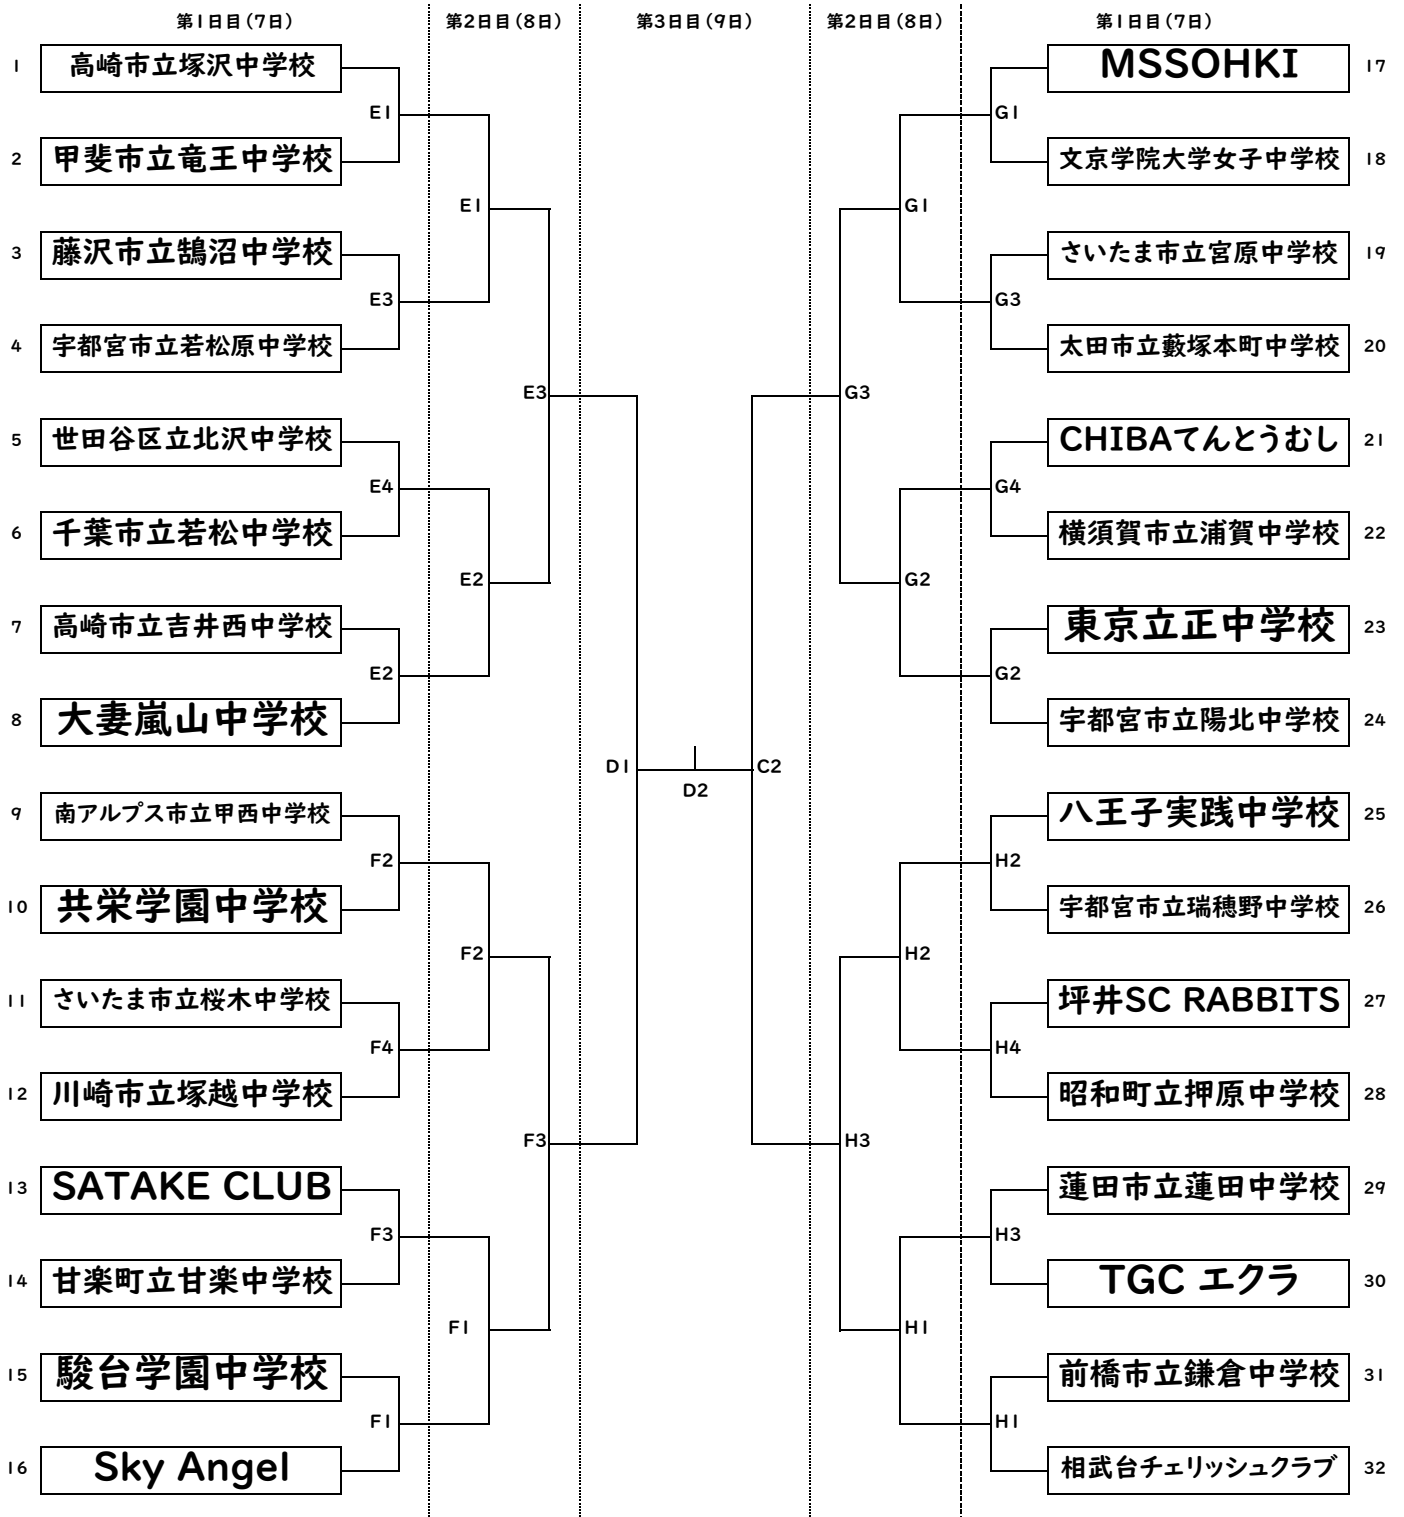 第1日目(7日)
第2日目(8日)
第3日目(9日)
第2日目(8日)
第1日目(7日)
1 高崎市立塚沢中学校
E1
2 甲斐市立竜王中学校
E1
3 藤沢市立鵠沼中学校
E3
4 宇都宮市立若松原中学校
E3
5 世田谷区立北沢中学校
E4
6 千葉市立若松中学校
E2
7 高崎市立吉井西中学校
E2
8 大妻嵐山中学校
D1
D2
C2
9 南アルプス市立甲西中学校
F2
10 共栄学園中学校
F2
11 さいたま市立桜木中学校
F4
12 川崎市立塚越中学校
F3
13 SATAKE CLUB
F3
14 甘楽町立甘楽中学校
F1
15 駿台学園中学校
F1
16 Sky Angel
MSSOHKI 17
G1
文京学院大学女子中学校 18
G1
さいたま市立宮原中学校 19
G3
太田市立藪塚本町中学校 20
G3
CHIBAてんとうむし 21
G4
横須賀市立浦賀中学校 22
G2
東京立正中学校 23
G2
宇都宮市立陽北中学校 24
八王子実践中学校 25
H2
宇都宮市立瑞穂野中学校 26
H2
坪井SC RABBITS 27
H4
昭和町立押原中学校 28
H3
蓮田市立蓮田中学校 29
H3
TGC エクラ 30
H1
前橋市立鎌倉中学校 31
H1
相武台チェリッシュクラブ 32